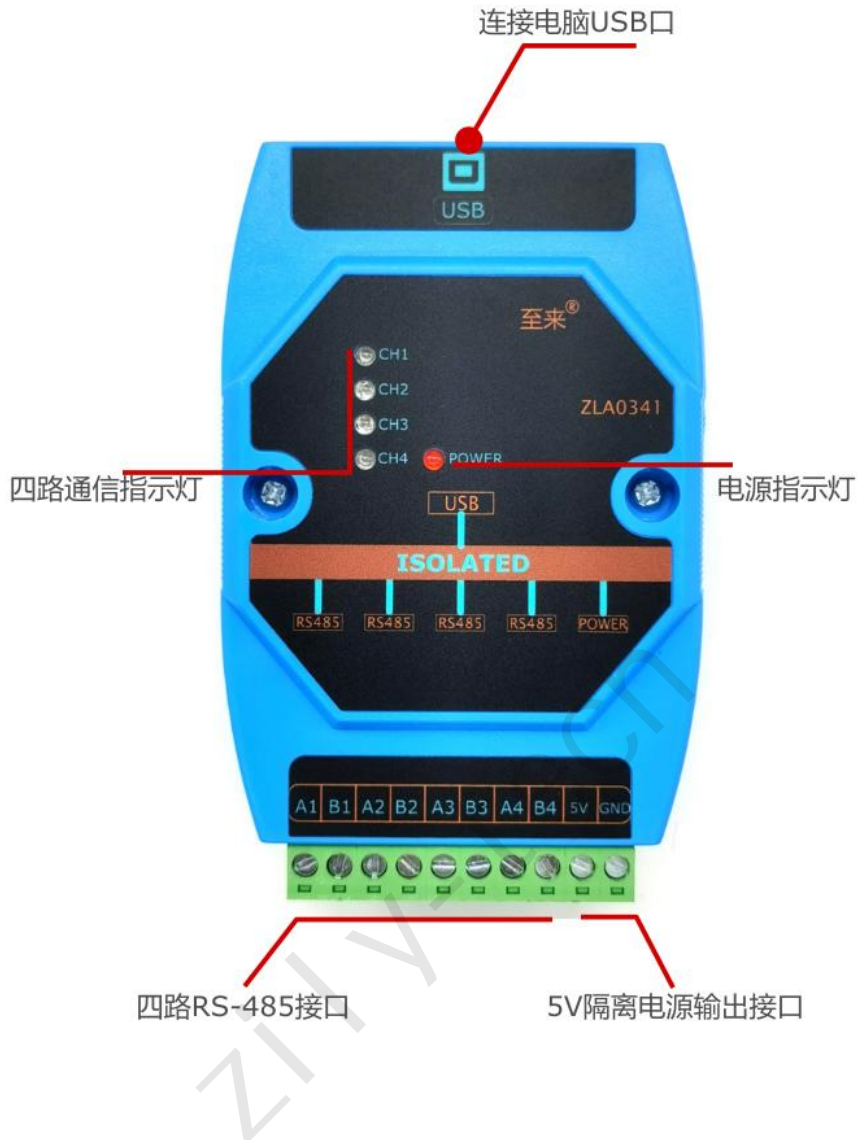 连接电脑USB口
USB
至来®
CH1
CH2
ZLA0341
CH3
CH4 POWER
四路通信指示灯
电源指示灯
USB
ISOLATED
RS485 RS485 RS485 RS485 POWER
A1 B1 A2 B2 A3 B3 A4 B4 5V GND
四路RS-485接口
5V隔离电源输出接口